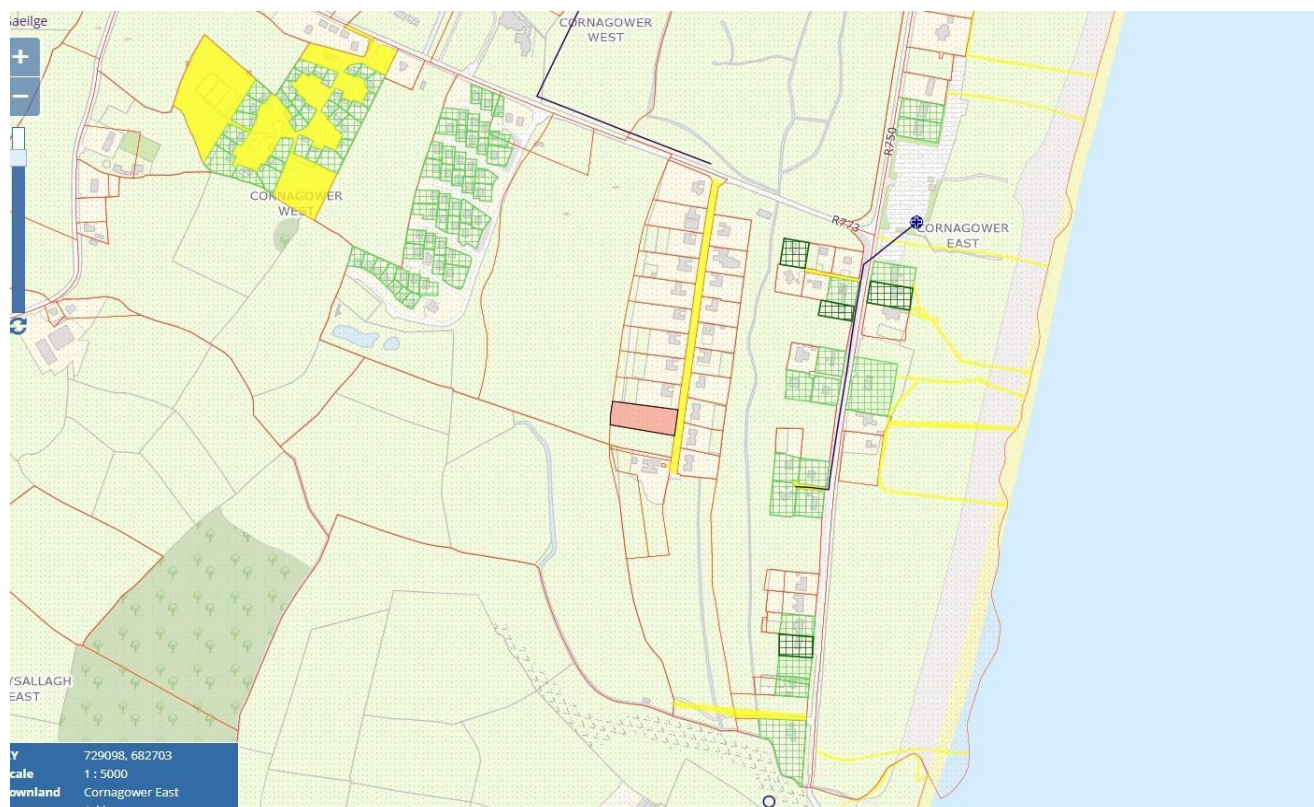 aeilge
CORNAGOWER
WEST
+
−
R750
CORNAGOWER
WEST
R773
CORNAGOWER
EAST
YSALLAGH
EAST
Y 729098, 682703
cale 1 : 5000
ownland Cornagower East